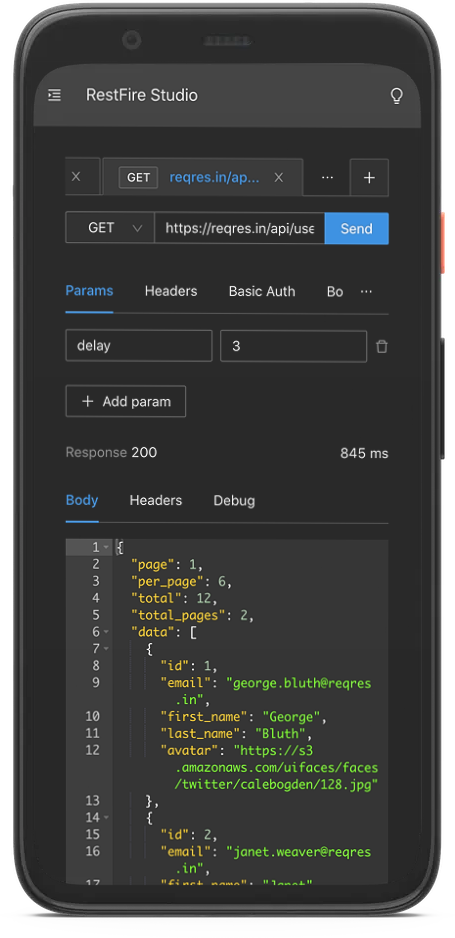 RestFire Studio
GET reqres.in/ap...
GET https://reqres.in/api/use Send
Params Headers Basic Auth Bo ...
delay 3
+ Add param
Response 200 845 ms
Body Headers Debug
1 {
2 "page": 1,
3 "per_page": 6,
4 "total": 12,
5 "total_pages": 2,
6 "data": [
7 {
8 "id": 1,
9 "email": "george.bluth@reqres
.in",
10 "first_name": "George",
11 "last_name": "Bluth",
12 "avatar": "https://s3
.amazonaws.com/uifaces/faces
/twitter/calebogden/128.jpg"
13 },
14 {
15 "id": 2,
16 "email": "janet.weaver@reqres
.in",
17 "first_name": "Janet"